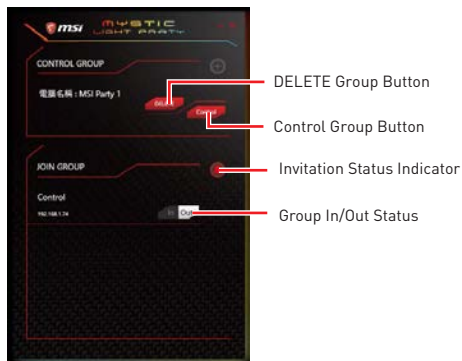 msi MYSTIC
LIGHT PARTY
CONTROL GROUP
電腦名稱 : MSI Party 1
DELETE
Control
JOIN GROUP
Control
192.168.1.74
In Out
DELETE Group Button
Control Group Button
Invitation Status Indicator
Group In/Out Status